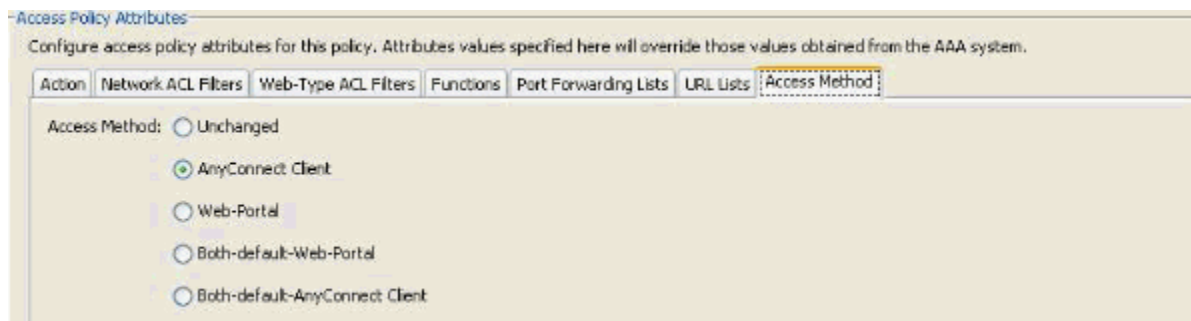 Access Policy Attributes
Configure access policy attributes for this policy. Attributes values specified here will override those values obtained from the AAA system.
Action Network ACL Filters Web-Type ACL Filters Functions Port Forwarding Lists URL Lists Access Method
Access Method: Unchanged
AnyConnect Client
Web-Portal
Both-default-Web-Portal
Both-default-AnyConnect Client